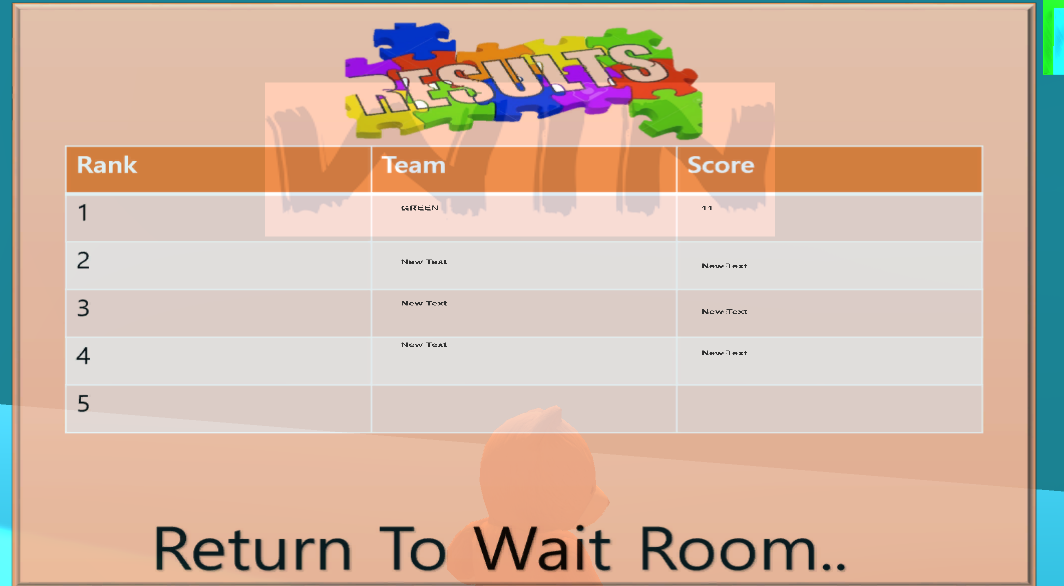 RESULTS
WIN
Rank Team Score
1 GREEN 11
2 New Text New Text
3 New Text New Text
4 New Text New Text
5
Return To Wait Room..